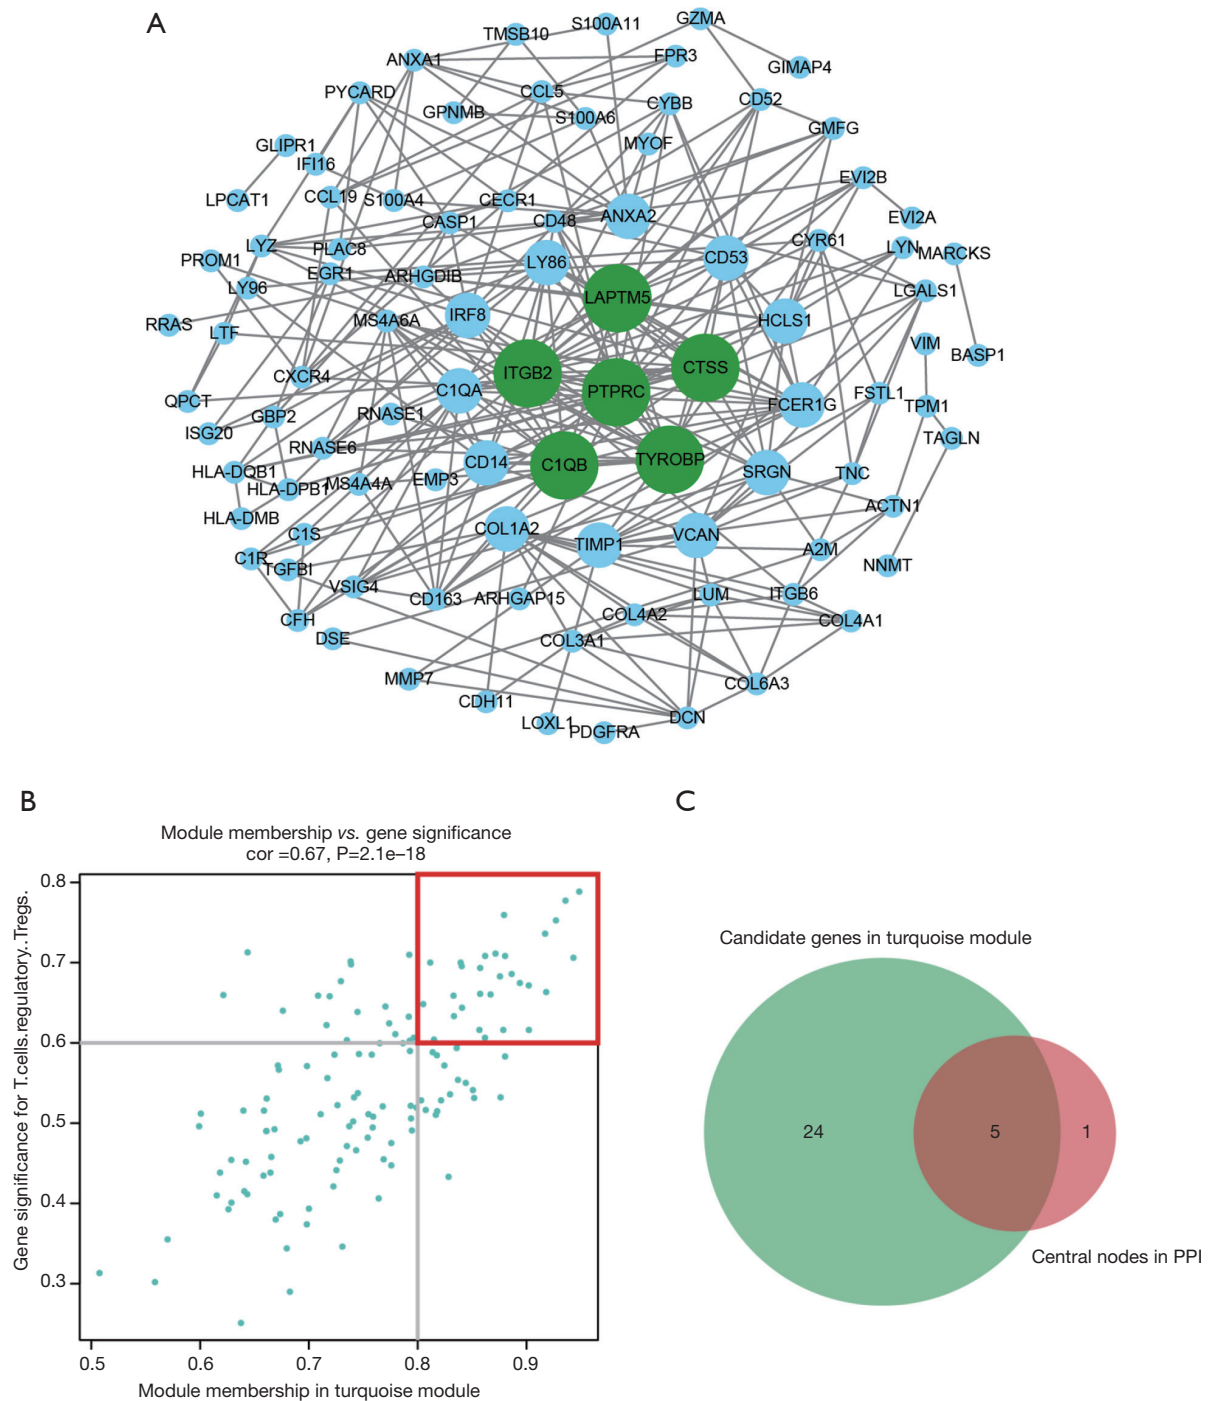 A
S100A11
GZMA
TMSB10
ANXA1
FPR3
GIMAP4
PYCARD
CCL5
CYBB
CD52
GPNMB
S100A6
GMFG
GLIPR1
MYOF
IFI16
EVI2B
LPCAT1
CCL19
S100A4
CECR1
CASP1
CD48
ANXA2
EVI2A
LYZ
PLAC8
CYR61
LYN
MARCKS
PROM1
LY86
CD53
LY96
EGR1
ARHGDIB
LGALS1
LAPTM5
RRAS
LTF
MS4A6A
IRF8
HCLS1
VIM
BASP1
CXCR4
ITGB2
CTSS
QPCT
C1QA
PTPRC
FCER1G
FSTL1
TPM1
GBP2
RNASE1
ISG20
TAGLN
RNASE6
CD14
C1QB
TYROBP
SRGN
TNC
HLA-DQB1
HLA-DPB1
MS4A4A
EMP3
HLA-DMB
ACTN1
C1S
COL1A2
TIMP1
VCAN
A2M
C1R
TGFBI
NNMT
VSIG4
CD163
ARHGAP15
LUM
ITGB6
CFH
COL4A2
COL4A1
DSE
COL3A1
MMP7
COL6A3
CDH11
LOXL1
PDGFRA
DCN
B
Module membership vs. gene significance
cor =0.67, P=2.1e–18
Gene significance for T.cells.regulatory..Tregs.
0.8
0.7
0.6
0.5
0.4
0.3
0.5
0.6
0.7
0.8
0.9
Module membership in turquoise module
C
Candidate genes in turquoise module
24
5
1
Central nodes in PPI